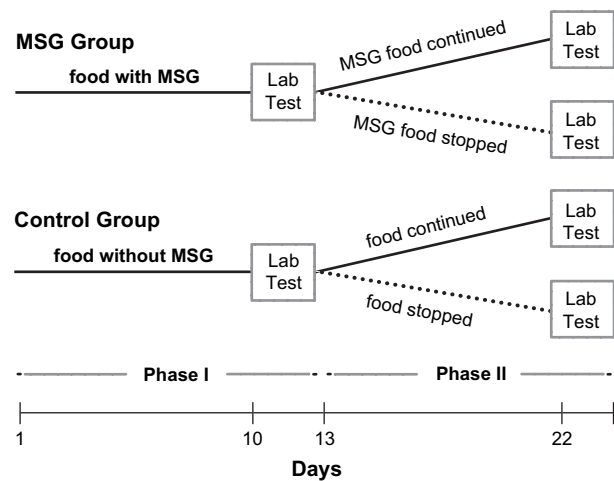 MSG Group
food with MSG
Lab
Test
MSG food continued
Lab
Test
MSG food stopped
Lab
Test
Control Group
food without MSG
Lab
Test
food continued
Lab
Test
food stopped
Lab
Test
Phase I
Phase II
1
10
13
22
Days